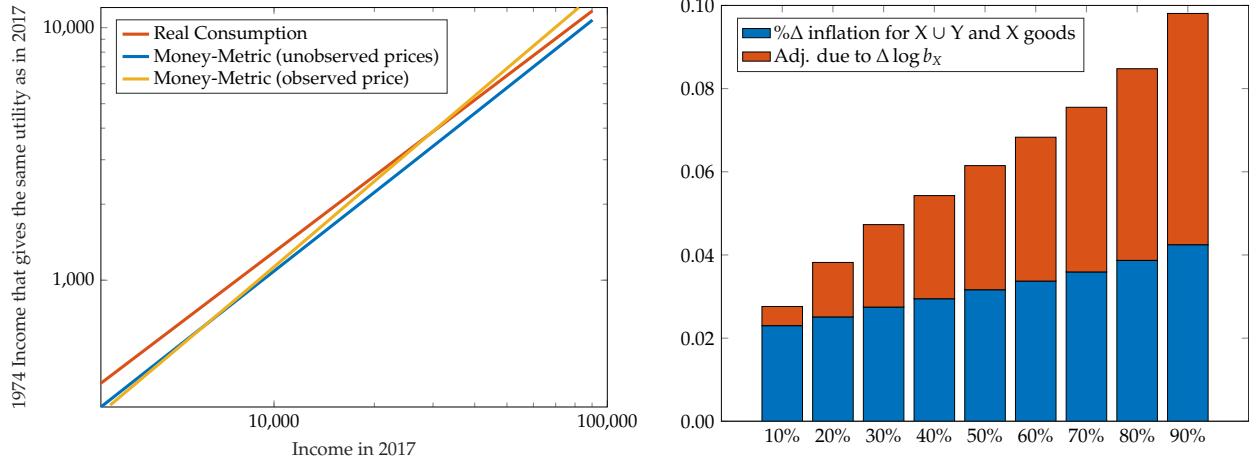 1974 Income that gives the same utility as in 2017
10,000
1,000
Real Consumption
Money-Metric (unobserved prices)
Money-Metric (observed price)
10,000
100,000
Income in 2017
0.10
0.08
0.06
0.04
0.02
0.00
%Δ inflation for X ∪ Y and X goods
Adj. due to Δ log b_X
10% 20% 30% 40% 50% 60% 70% 80% 90%